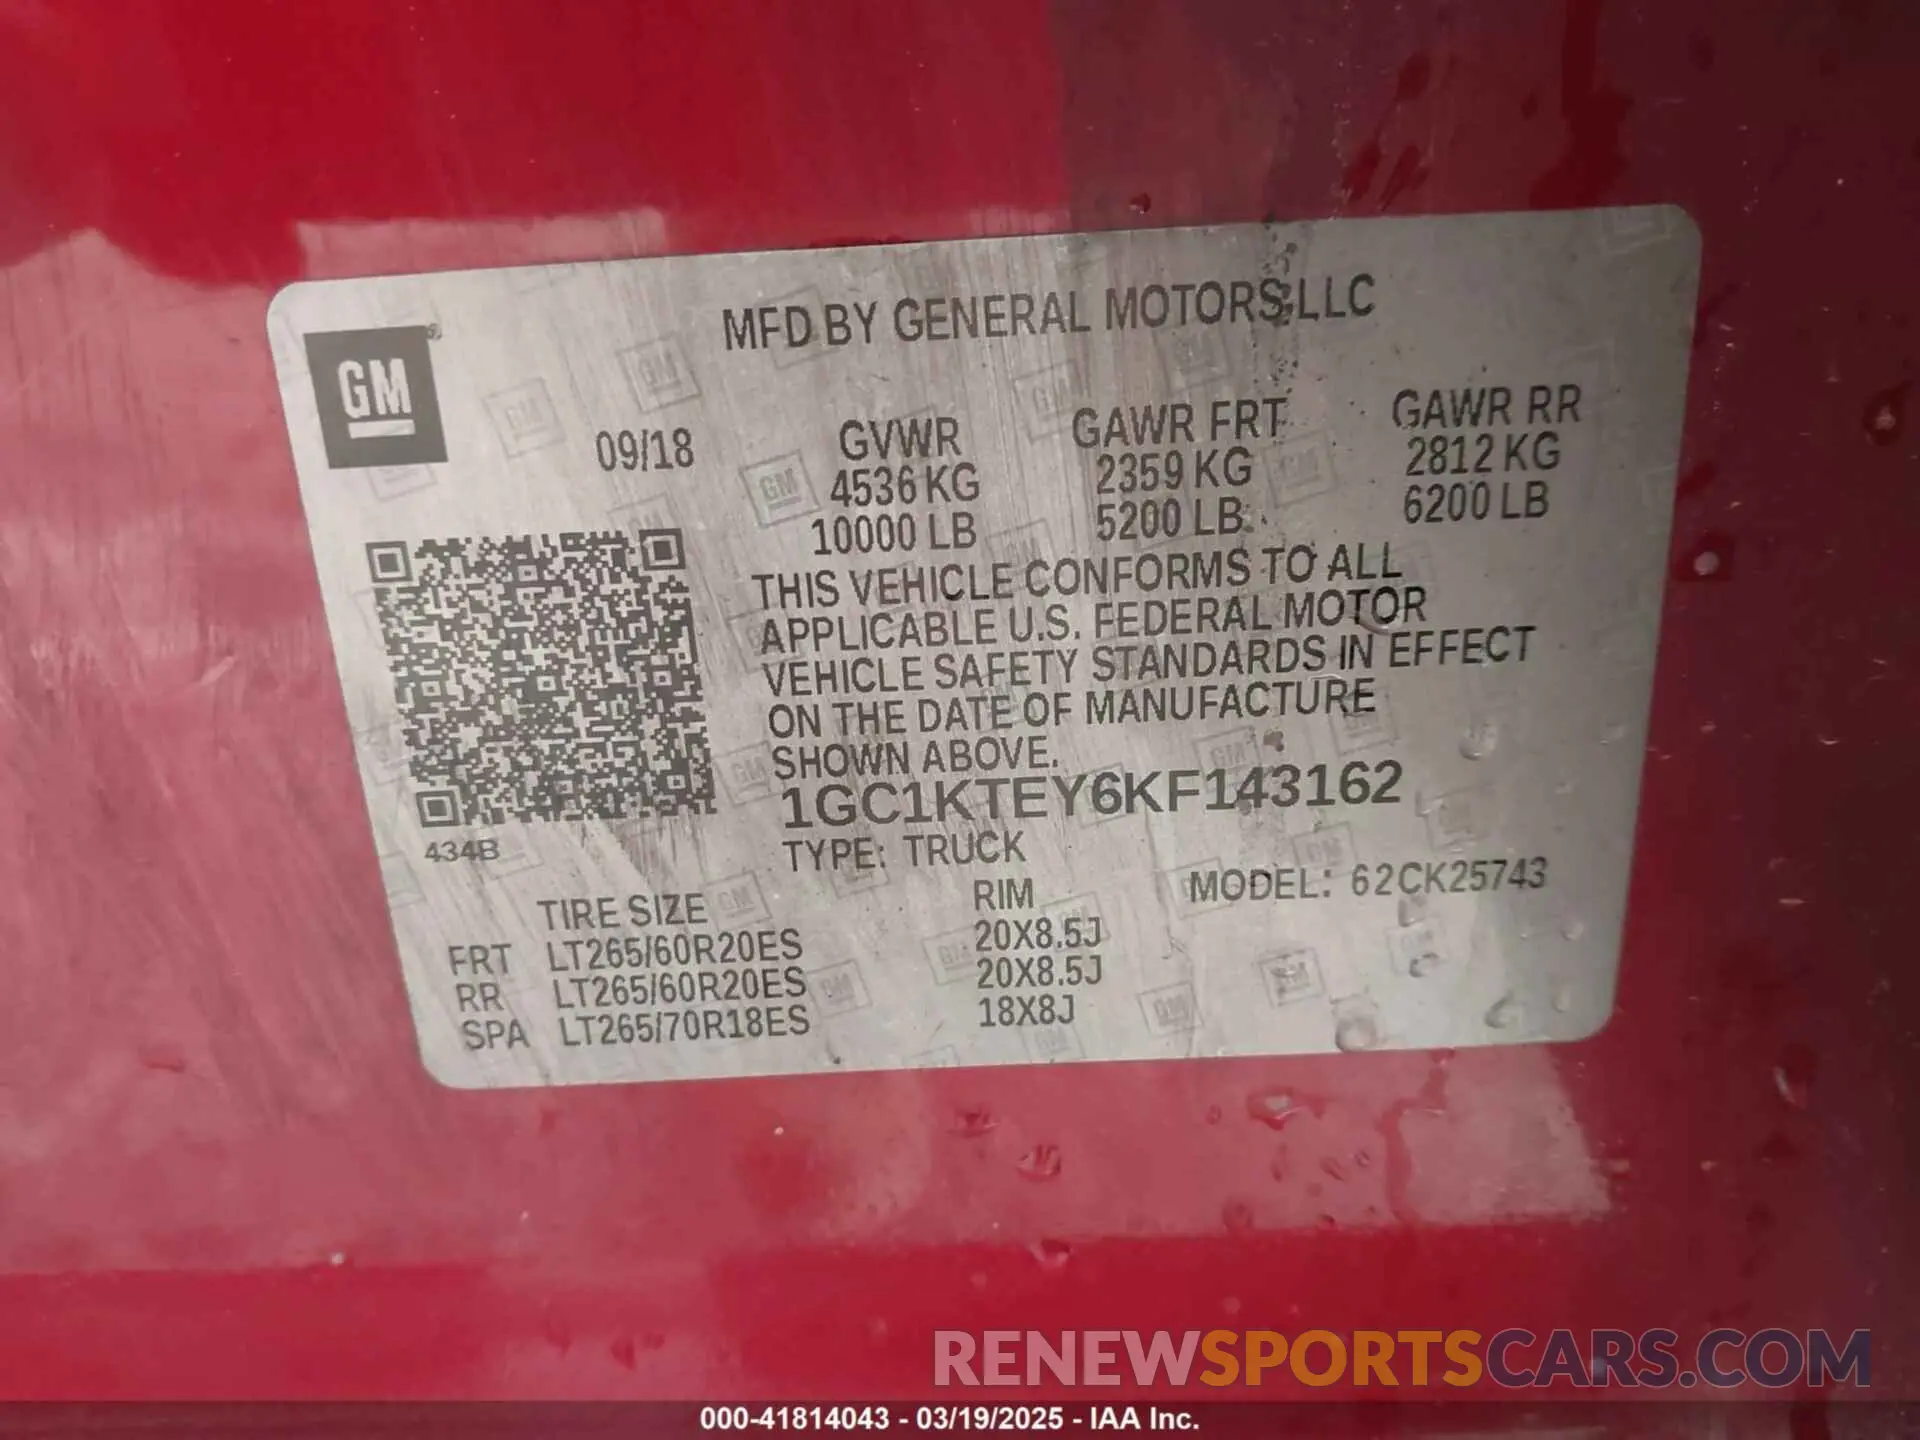 MFD BY GENERAL MOTORS LLC
GM
09/18
GVWR
4536 KG
10000 LB
GAWR FRT
2359 KG
5200 LB
GAWR RR
2812 KG
6200 LB
THIS VEHICLE CONFORMS TO ALL
APPLICABLE U.S. FEDERAL MOTOR
VEHICLE SAFETY STANDARDS IN EFFECT
ON THE DATE OF MANUFACTURE
SHOWN ABOVE.
1GC1KTEY6KF143162
434B
TYPE: TRUCK
MODEL: 62CK25743
TIRE SIZE RIM
FRT LT265/60R20ES 20X8.5J
RR LT265/60R20ES 20X8.5J
SPA LT265/70R18ES 18X8J
RENEWSPORTSCARS.COM
000-41814043 - 03/19/2025 - IAA Inc.